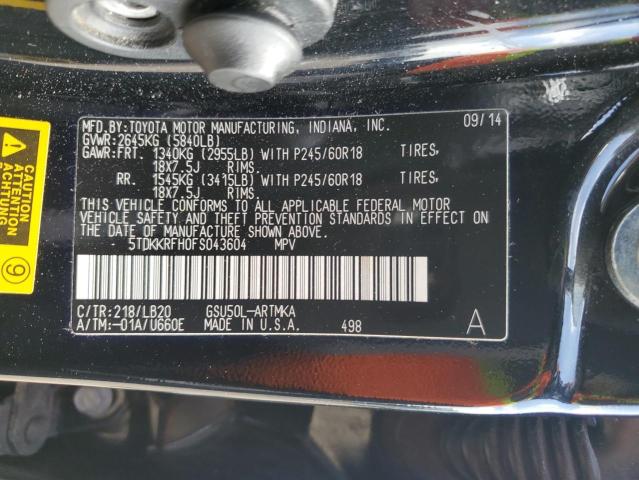 MFD.BY:TOYOTA MOTOR MANUFACTURING, INDIANA, INC. 09/14
GVWR:2645KG (5840LB)
GAWR:FRT. 1340KG (2955LB) WITH P245/60R18 TIRES,
18X7.5J RIMS.
RR. 1545KG (3415LB) WITH P245/60R18 TIRES,
18X7.5J RIMS.
THIS VEHICLE CONFORMS TO ALL APPLICABLE FEDERAL MOTOR
VEHICLE SAFETY AND THEFT PREVENTION STANDARDS IN EFFECT ON
THE DATE OF MANUFACTURE SHOWN ABOVE.
5TDKKRFH0FS043604 MPV
C/TR:218/LB20 GSU50L-ARTMKA
A/TM:-01A/U660E MADE IN U.S.A. 498 A
CAUTION
ATTENTION
ACHTUNG
9